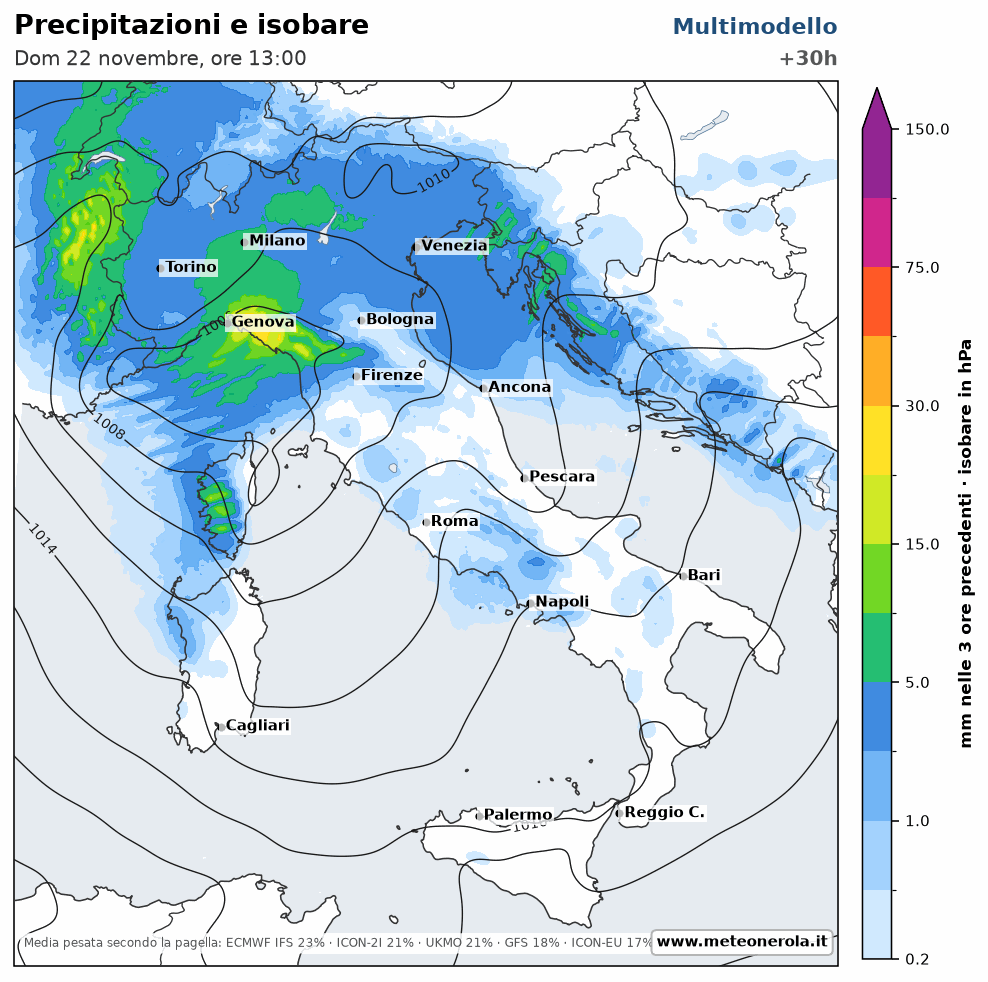 Precipitazioni e isobare
Multimodello
Dom 22 novembre, ore 13:00
+30h
150.0
75.0
30.0
15.0
5.0
1.0
0.2
mm nelle 3 ore precedenti · isobare in hPa
1010
Milano
Venezia
Torino
Genova
Bologna
Firenze
Ancona
1008
Pescara
1014
Roma
Bari
Napoli
Cagliari
Palermo
Reggio C.
Media pesata secondo la pagella: ECMWF IFS 23% · ICON-2I 21% · UKMO 21% · GFS 18% · ICON-EU 17%
www.meteonerola.it